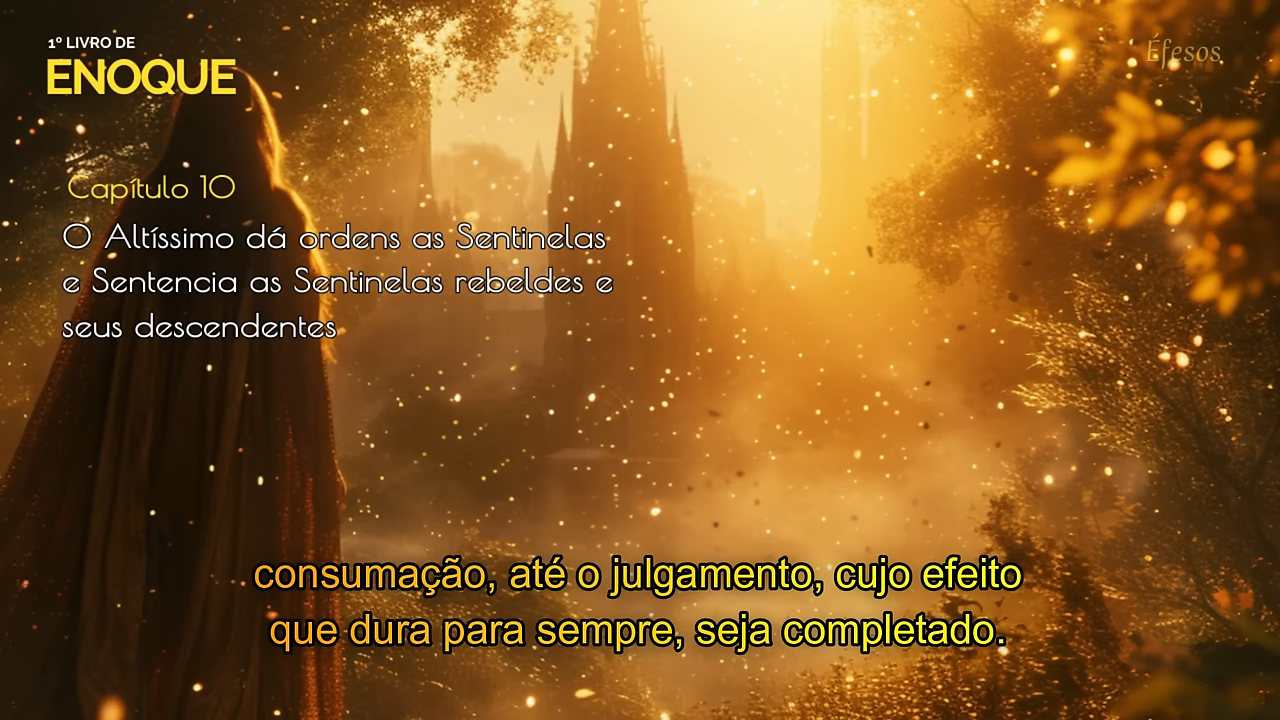 1º LIVRO DE
ENOQUE
Éfesos
Capítulo 10
O Altíssimo dá ordens as Sentinelas
e Sentencia as Sentinelas rebeldes e
seus descendentes
consumação, até o julgamento, cujo efeito
que dura para sempre, seja completado.